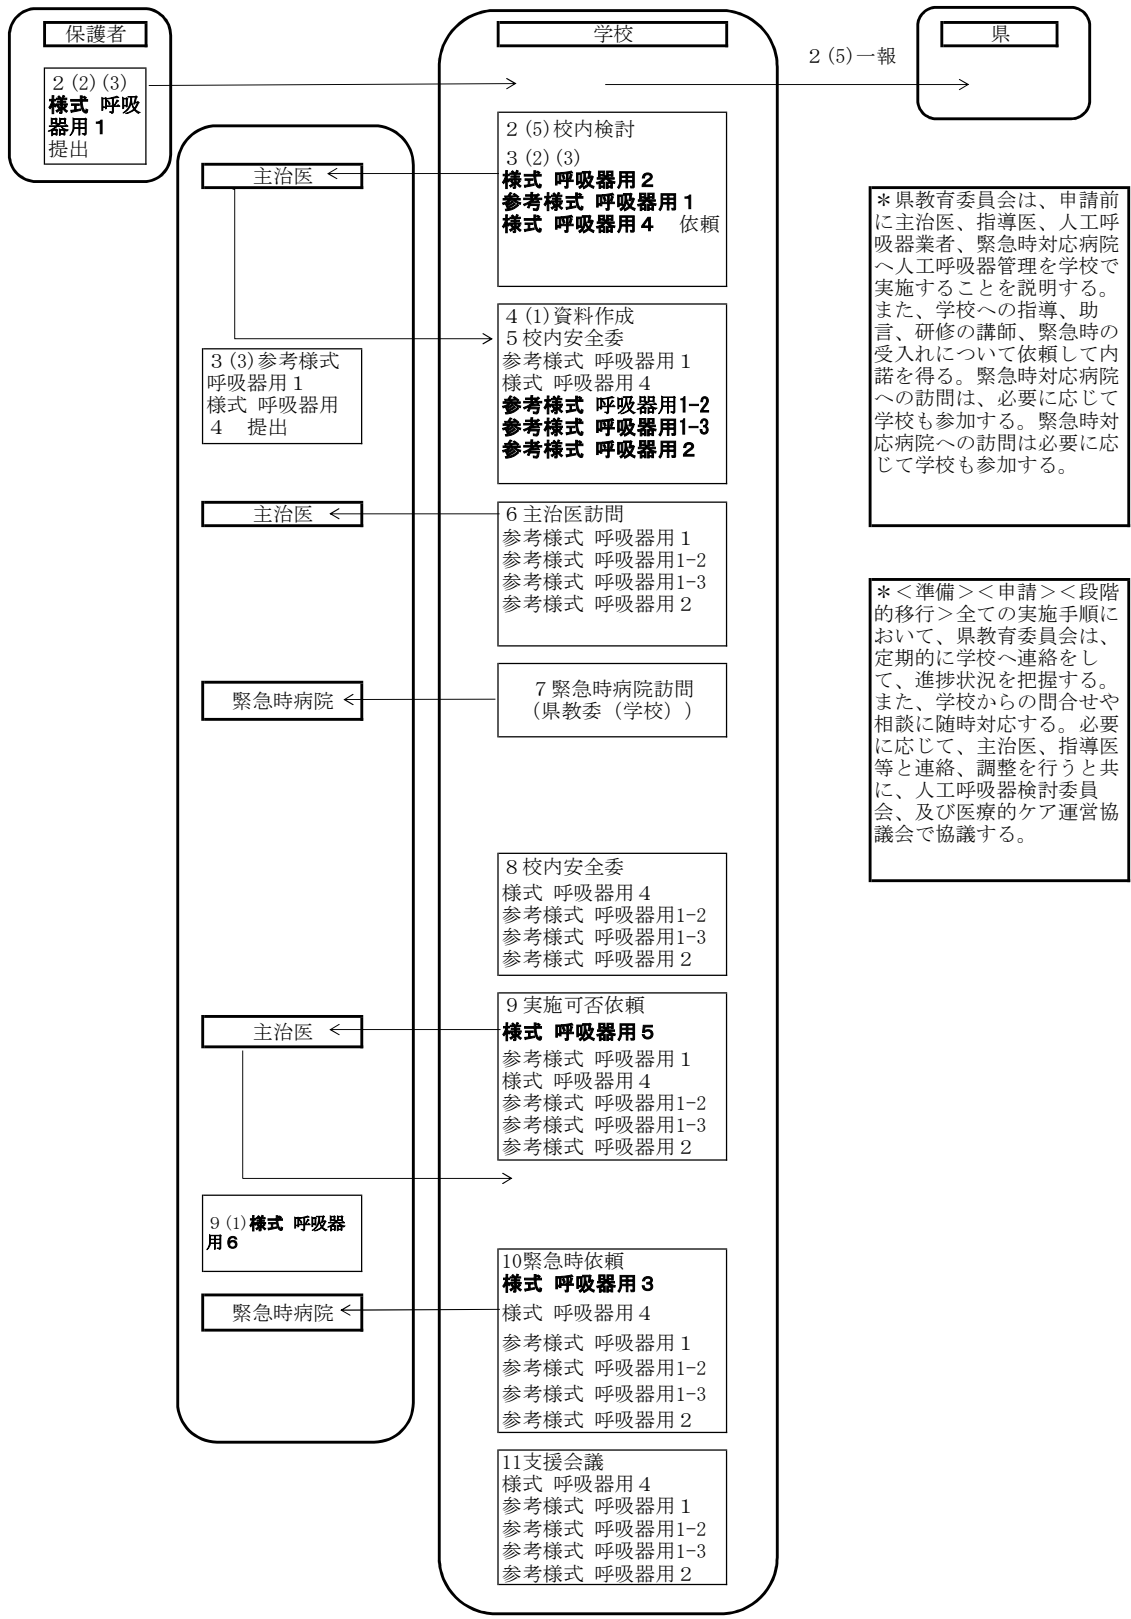 保護者
学校
県
2(5)一報
2(2)(3)
様式 呼吸
器用1
提出
2(5)校内検討
3(2)(3)
様式 呼吸器用2
参考様式 呼吸器用1
様式 呼吸器用4 依頼
主治医
4(1)資料作成
5校内安全委
参考様式 呼吸器用1
様式 呼吸器用4
参考様式 呼吸器用1-2
参考様式 呼吸器用1-3
参考様式 呼吸器用2
3(3)参考様式
呼吸器用1
様式 呼吸器用
4 提出
主治医
6主治医訪問
参考様式 呼吸器用1
参考様式 呼吸器用1-2
参考様式 呼吸器用1-3
参考様式 呼吸器用2
緊急時病院
7緊急時病院訪問
(県教委(学校))
8校内安全委
様式 呼吸器用4
参考様式 呼吸器用1-2
参考様式 呼吸器用1-3
参考様式 呼吸器用2
主治医
9実施可否依頼
様式 呼吸器用5
参考様式 呼吸器用1
様式 呼吸器用4
参考様式 呼吸器用1-2
参考様式 呼吸器用1-3
参考様式 呼吸器用2
9(1)様式 呼吸器
用6
緊急時病院
10緊急時依頼
様式 呼吸器用3
様式 呼吸器用4
参考様式 呼吸器用1
参考様式 呼吸器用1-2
参考様式 呼吸器用1-3
参考様式 呼吸器用2
11支援会議
様式 呼吸器用4
参考様式 呼吸器用1
参考様式 呼吸器用1-2
参考様式 呼吸器用1-3
参考様式 呼吸器用2
*県教育委員会は、申請前
に主治医、指導医、人工呼
吸器業者、緊急時対応病院
へ人工呼吸器管理を学校で
実施することを説明する。
また、学校への指導、助
言、研修の講師、緊急時の
受入れについて依頼して内
諾を得る。緊急時対応病院
への訪問は、必要に応じて
学校も参加する。緊急時対
応病院への訪問は必要に応
じて学校も参加する。
*<準備><申請><段階
的移行>全ての実施手順に
おいて、県教育委員会は、
定期的に学校へ連絡をし
て、進捗状況を把握する。
また、学校からの問合せや
相談に随時対応する。必要
に応じて、主治医、指導医
等と連絡、調整を行うと共
に、人工呼吸器検討委員
会、及び医療的ケア運営協
議会で協議する。